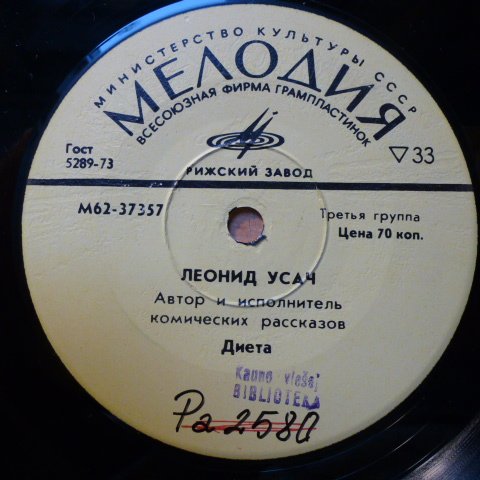 МИНИСТЕРСТВО КУЛЬТУРЫ СССР
МЕЛОДИЯ
ВСЕСОЮЗНАЯ ФИРМА ГРАМПЛАСТИНОК
Гост
5289-73
▽33
РИЖСКИЙ ЗАВОД
М62-37357
Третья группа
Цена 70 коп.
ЛЕОНИД УСАЧ
Автор и исполнитель
комических рассказов
Диета
Kauno viešoj
BIBLIOTEKA
Pa 2580